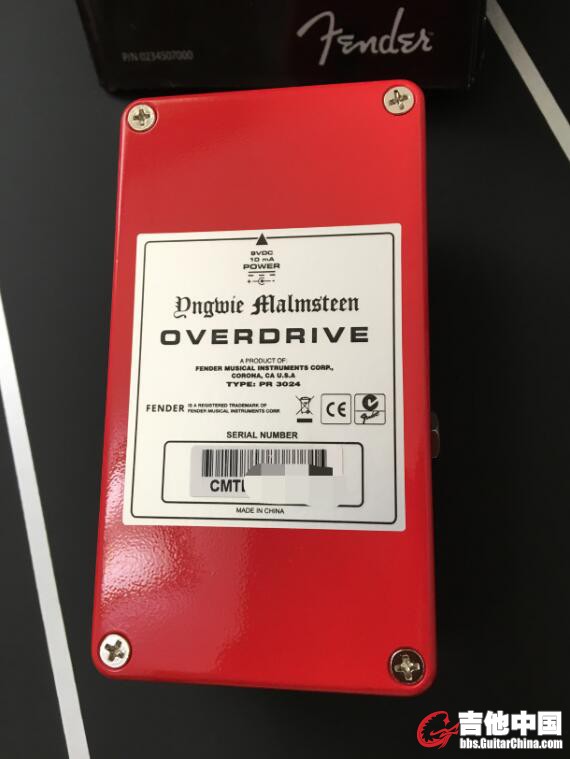 P/N 0234507000
Fender
9VDC
10 mA
POWER
Yngwie Malmsteen
OVERDRIVE
A PRODUCT OF:
FENDER MUSICAL INSTRUMENTS CORP.,
CORONA, CA U.S.A
TYPE: PR 3024
FENDER IS A REGISTERED TRADEMARK OF
FENDER MUSICAL INSTRUMENTS CORP.
CE
Fender
SERIAL NUMBER
CMTL
MADE IN CHINA
吉他中国
bbs.GuitarChina.com